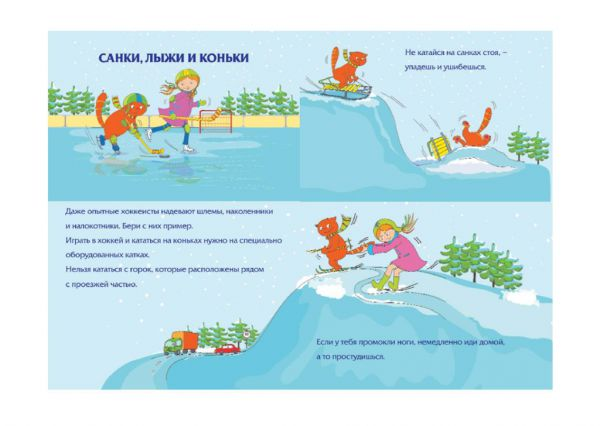 САНКИ, ЛЫЖИ И КОНЬКИ
Не катайся на санках стоя, –
упадешь и ушибешься.
Даже опытные хоккеисты надевают шлемы, наколенники
и налокотники. Бери с них пример.
Играть в хоккей и кататься на коньках нужно на специально
оборудованных катках.
Нельзя кататься с горок, которые расположены рядом
с проезжей частью.
Если у тебя промокли ноги, немедленно иди домой,
а то простудишься.